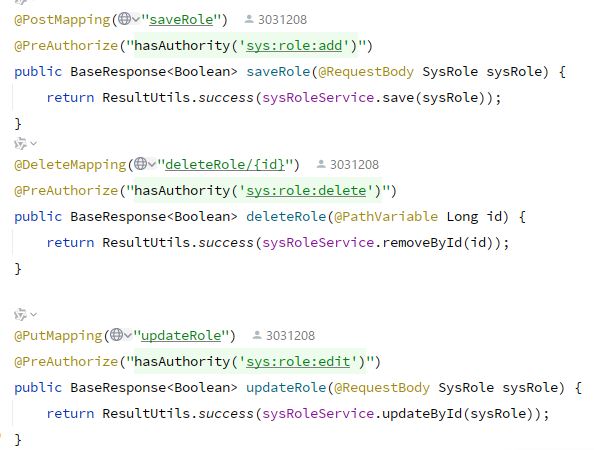 @PostMapping("saveRole") 3031208
@PreAuthorize("hasAuthority('sys:role:add')")
public BaseResponse<Boolean> saveRole(@RequestBody SysRole sysRole) {
    return ResultUtils.success(sysRoleService.save(sysRole));
}
@DeleteMapping("deleteRole/{id}") 3031208
@PreAuthorize("hasAuthority('sys:role:delete')")
public BaseResponse<Boolean> deleteRole(@PathVariable Long id) {
    return ResultUtils.success(sysRoleService.removeById(id));
}
@PutMapping("updateRole") 3031208
@PreAuthorize("hasAuthority('sys:role:edit')")
public BaseResponse<Boolean> updateRole(@RequestBody SysRole sysRole) {
    return ResultUtils.success(sysRoleService.updateById(sysRole));
}